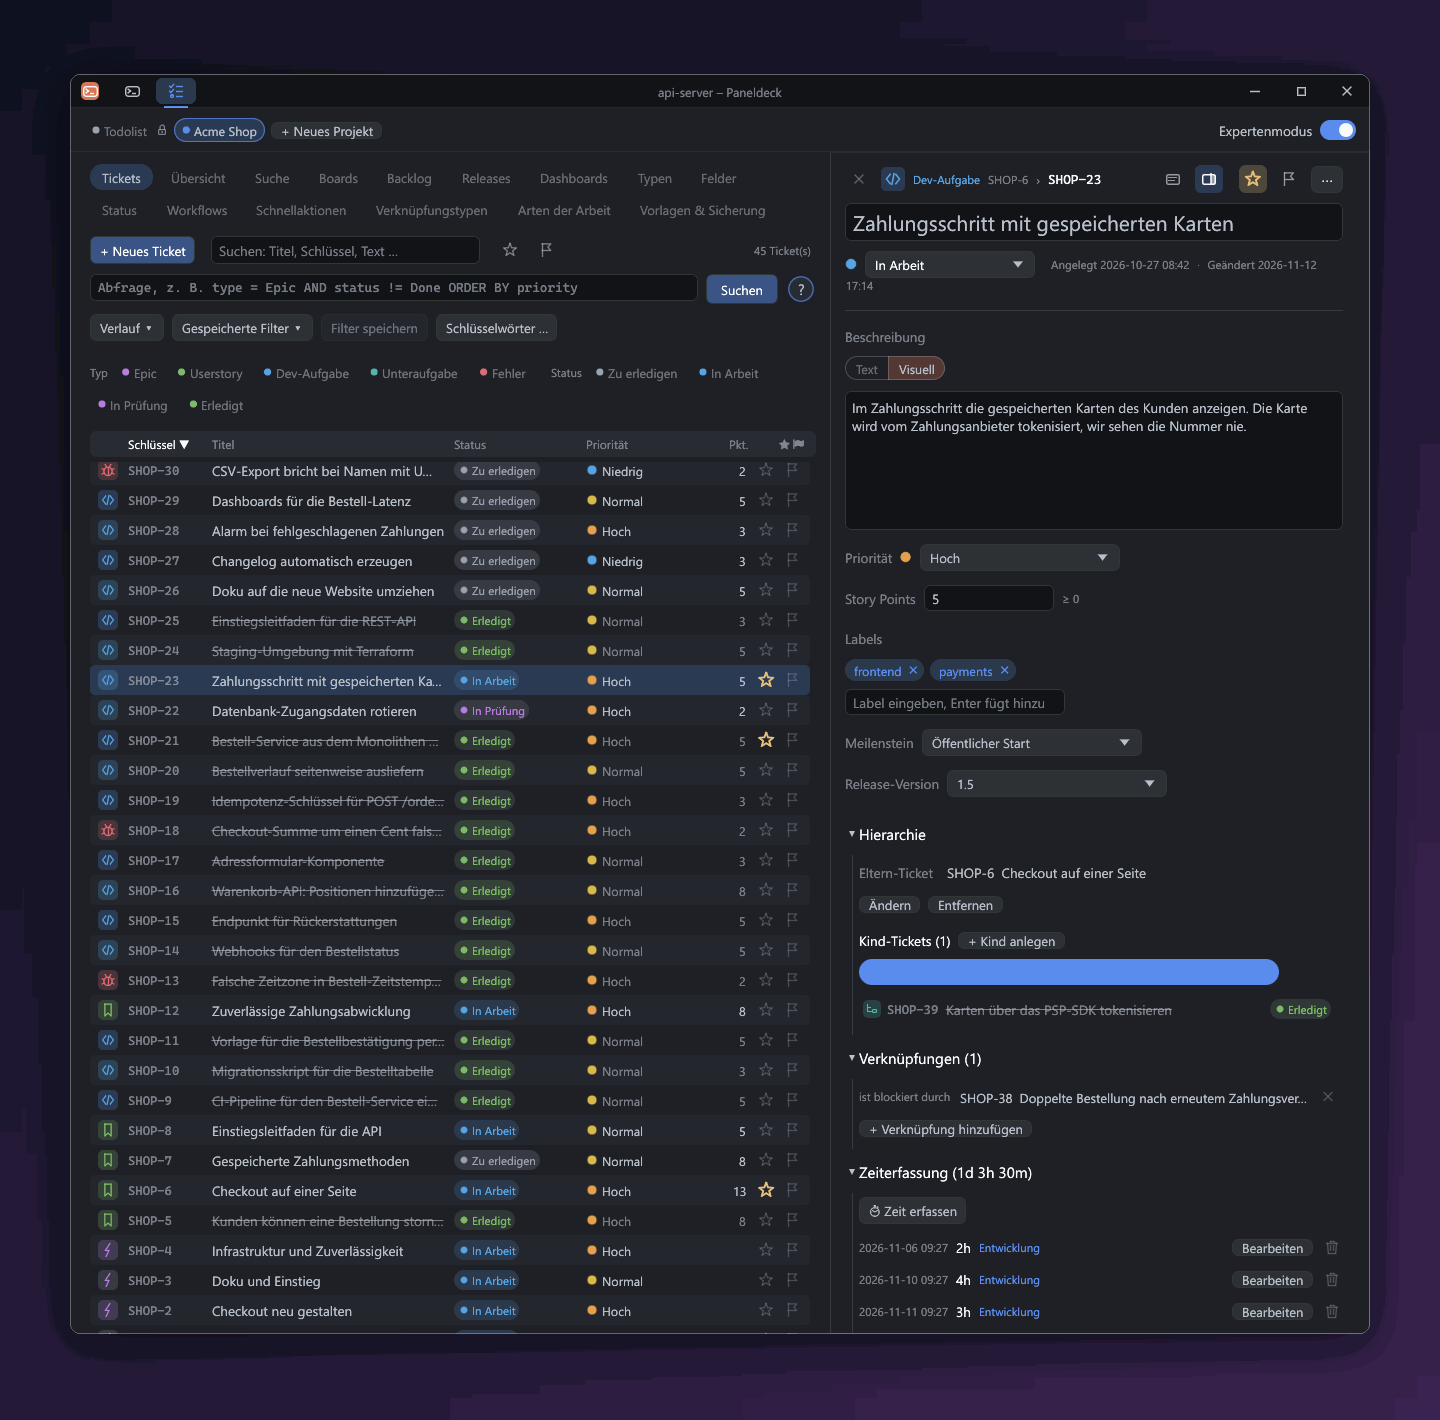 api-server – Paneldeck
Todolist
Acme Shop
+ Neues Projekt
Expertenmodus
Tickets Übersicht Suche Boards Backlog Releases Dashboards Typen Felder
Status Workflows Schnellaktionen Verknüpfungstypen Arten der Arbeit Vorlagen & Sicherung
+ Neues Ticket
Suchen: Titel, Schlüssel, Text ...
45 Ticket(s)
Abfrage, z. B. type = Epic AND status != Done ORDER BY priority
Suchen
?
Verlauf ▾
Gespeicherte Filter ▾
Filter speichern
Schlüsselwörter ...
Typ Epic Userstory Dev-Aufgabe Unteraufgabe Fehler Status Zu erledigen In Arbeit
In Prüfung Erledigt
Schlüssel ▼ Titel Status Priorität Pkt.
SHOP-30 CSV-Export bricht bei Namen mit U... Zu erledigen Niedrig 2
SHOP-29 Dashboards für die Bestell-Latenz Zu erledigen Normal 5
SHOP-28 Alarm bei fehlgeschlagenen Zahlungen Zu erledigen Hoch 3
SHOP-27 Changelog automatisch erzeugen Zu erledigen Niedrig 3
SHOP-26 Doku auf die neue Website umziehen Zu erledigen Normal 5
SHOP-25 Einstiegsleitfaden für die REST-API Erledigt Normal 3
SHOP-24 Staging-Umgebung mit Terraform Erledigt Normal 5
SHOP-23 Zahlungsschritt mit gespeicherten Ka... In Arbeit Hoch 5
SHOP-22 Datenbank-Zugangsdaten rotieren In Prüfung Hoch 2
SHOP-21 Bestell-Service aus dem Monolithen ... Erledigt Hoch 5
SHOP-20 Bestellverlauf seitenweise ausliefern Erledigt Normal 5
SHOP-19 Idempotenz-Schlüssel für POST /orde... Erledigt Hoch 3
SHOP-18 Checkout-Summe um einen Cent fals... Erledigt Hoch 2
SHOP-17 Adressformular-Komponente Erledigt Normal 3
SHOP-16 Warenkorb-API: Positionen hinzufüge... Erledigt Normal 8
SHOP-15 Endpunkt für Rückerstattungen Erledigt Hoch 5
SHOP-14 Webhooks für den Bestellstatus Erledigt Normal 5
SHOP-13 Falsche Zeitzone in Bestell-Zeitstemp... Erledigt Hoch 2
SHOP-12 Zuverlässige Zahlungsabwicklung In Arbeit Hoch 8
SHOP-11 Vorlage für die Bestellbestätigung per... Erledigt Normal 5
SHOP-10 Migrationsskript für die Bestelltabelle Erledigt Normal 3
SHOP-9 CI-Pipeline für den Bestell-Service ei... Erledigt Normal 5
SHOP-8 Einstiegsleitfaden für die API In Arbeit Normal 5
SHOP-7 Gespeicherte Zahlungsmethoden Zu erledigen Normal 8
SHOP-6 Checkout auf einer Seite In Arbeit Hoch 13
SHOP-5 Kunden können eine Bestellung storn... Erledigt Hoch 8
SHOP-4 Infrastruktur und Zuverlässigkeit In Arbeit Hoch
SHOP-3 Doku und Einstieg In Arbeit Normal
SHOP-2 Checkout neu gestalten In Arbeit Hoch
Dev-Aufgabe SHOP-6 › SHOP-23
...
Zahlungsschritt mit gespeicherten Karten
In Arbeit
Angelegt 2026-10-27 08:42 · Geändert 2026-11-12
17:14
Beschreibung
Text Visuell
Im Zahlungsschritt die gespeicherten Karten des Kunden anzeigen. Die Karte
wird vom Zahlungsanbieter tokenisiert, wir sehen die Nummer nie.
Priorität Hoch
Story Points 5 ≥ 0
Labels
frontend ×
payments ×
Label eingeben, Enter fügt hinzu
Meilenstein Öffentlicher Start
Release-Version 1.5
▾ Hierarchie
Eltern-Ticket SHOP-6 Checkout auf einer Seite
Ändern Entfernen
Kind-Tickets (1) + Kind anlegen
SHOP-39 Karten über das PSP-SDK tokenisieren Erledigt
▾ Verknüpfungen (1)
ist blockiert durch SHOP-38 Doppelte Bestellung nach erneutem Zahlungsver...
+ Verknüpfung hinzufügen
▾ Zeiterfassung (1d 3h 30m)
Zeit erfassen
2026-11-06 09:27 2h Entwicklung Bearbeiten
2026-11-10 09:27 4h Entwicklung Bearbeiten
2026-11-11 09:27 3h Entwicklung Bearbeiten